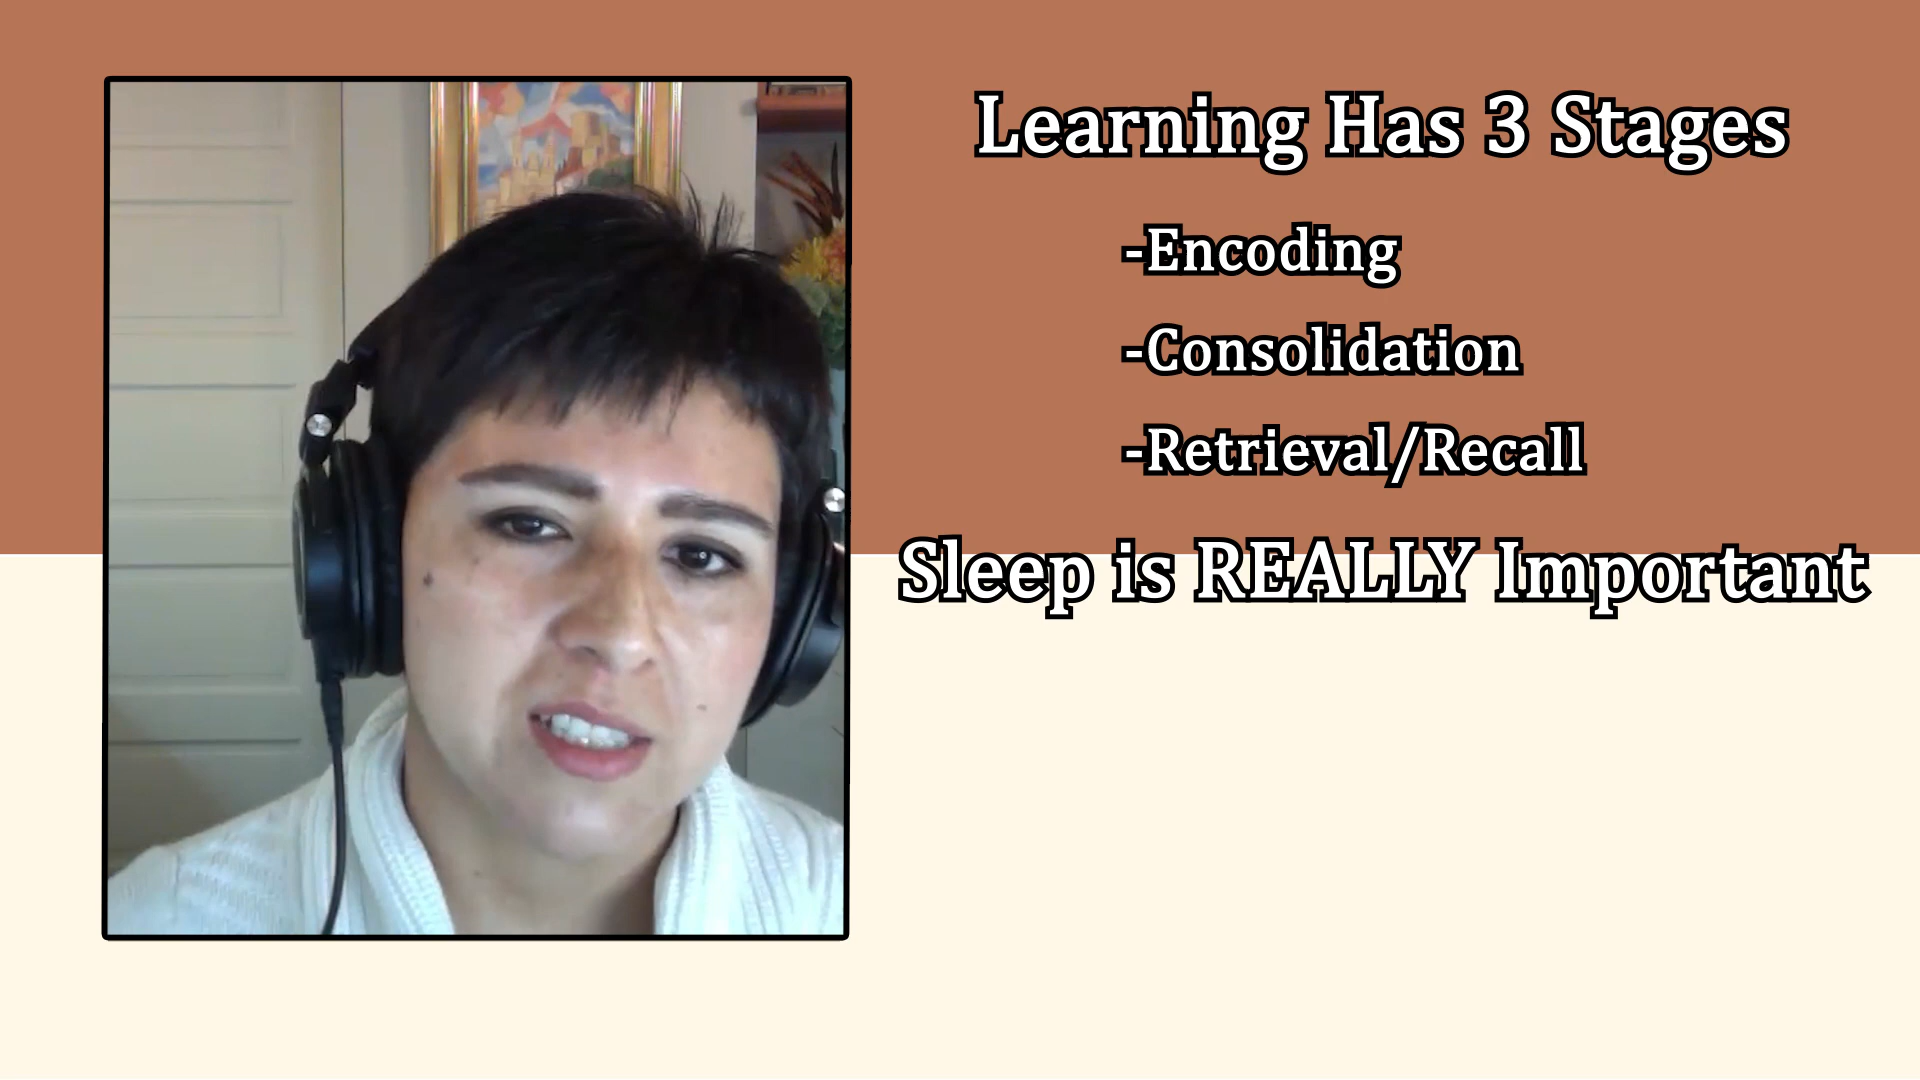 Learning Has 3 Stages
-Encoding
-Consolidation
-Retrieval/Recall
Sleep is REALLY Important